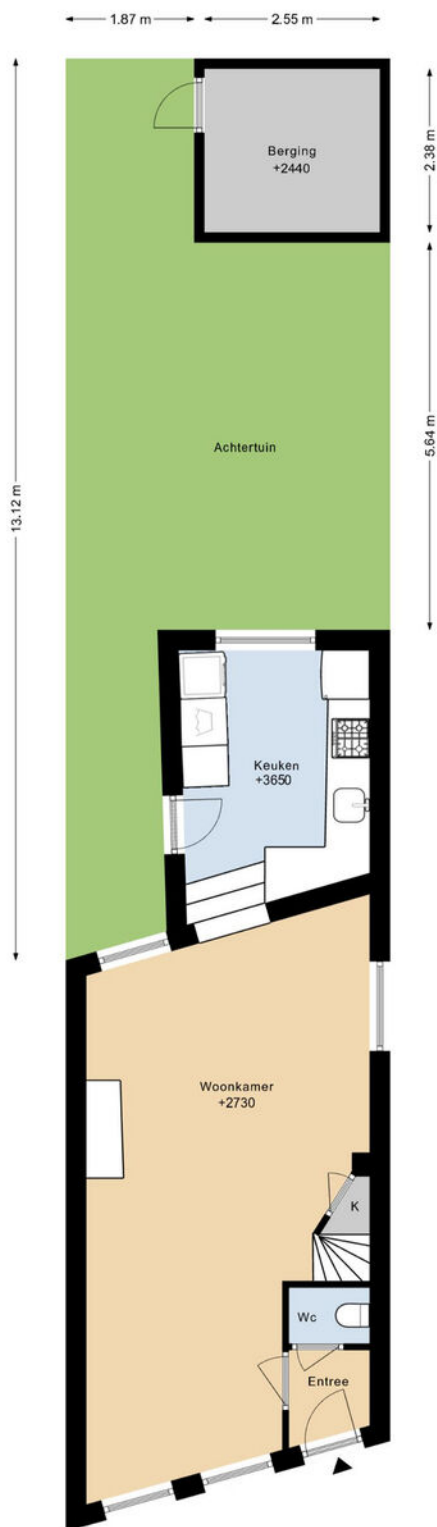 1.87 m
2.55 m
Berging
+2440
2.38 m
Achtertuin
5.64 m
13.12 m
Keuken
+3650
Woonkamer
+2730
K
Wc
Entree